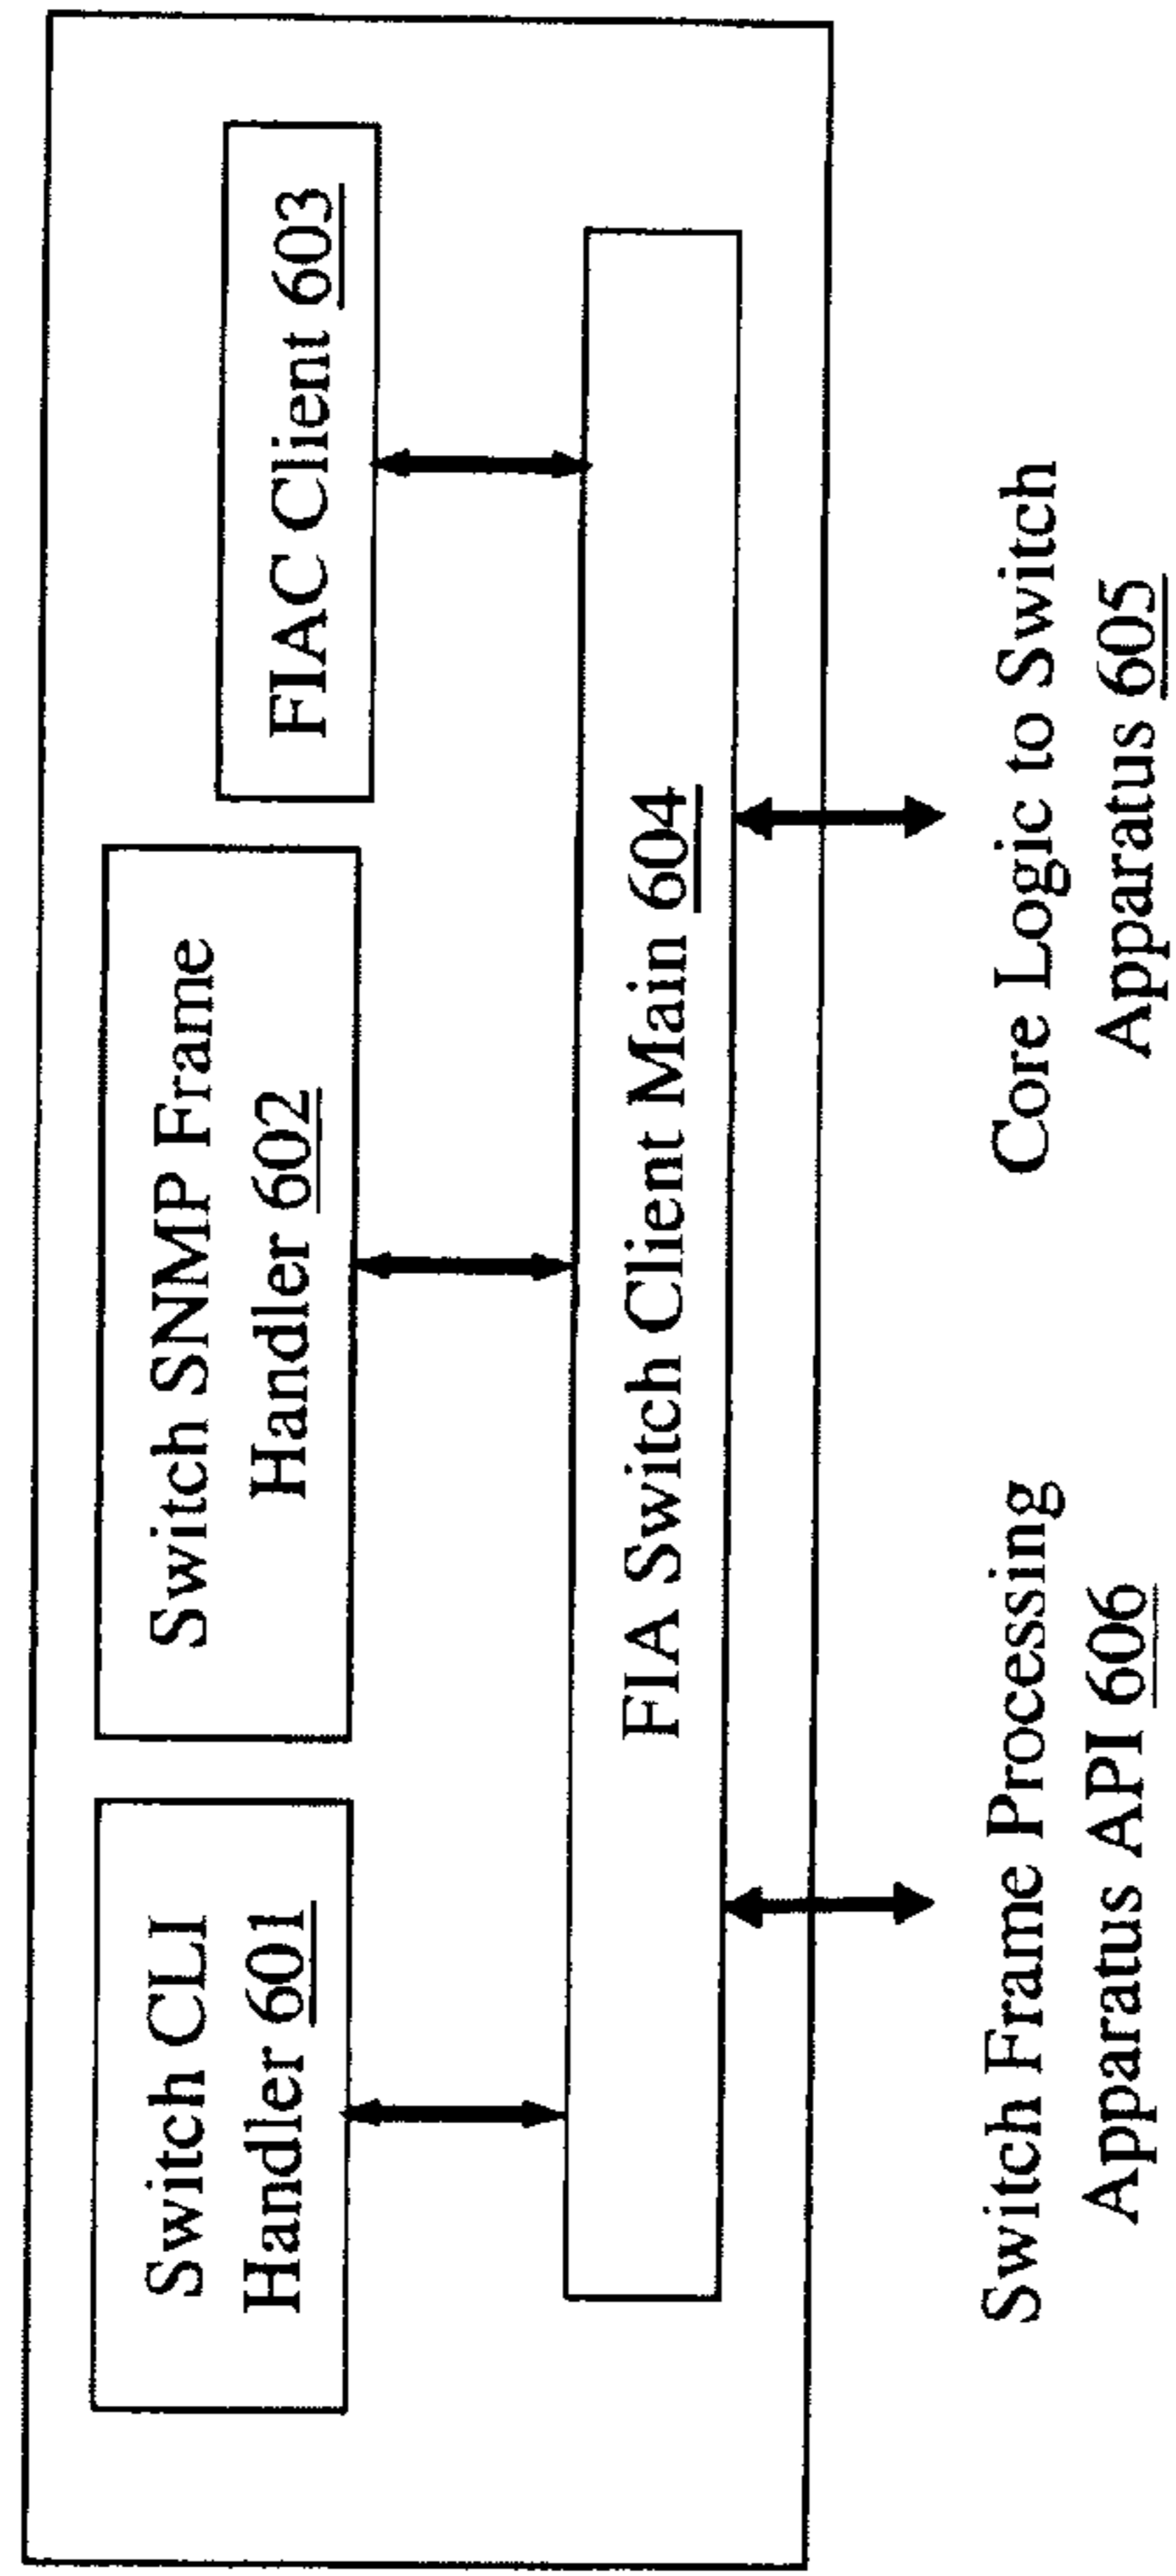 Switch CLI
Handler 601
Switch SNMP Frame
Handler 602
FIAC Client 603
FIA Switch Client Main 604
Switch Frame Processing
Apparatus API 606
Core Logic to Switch
Apparatus 605